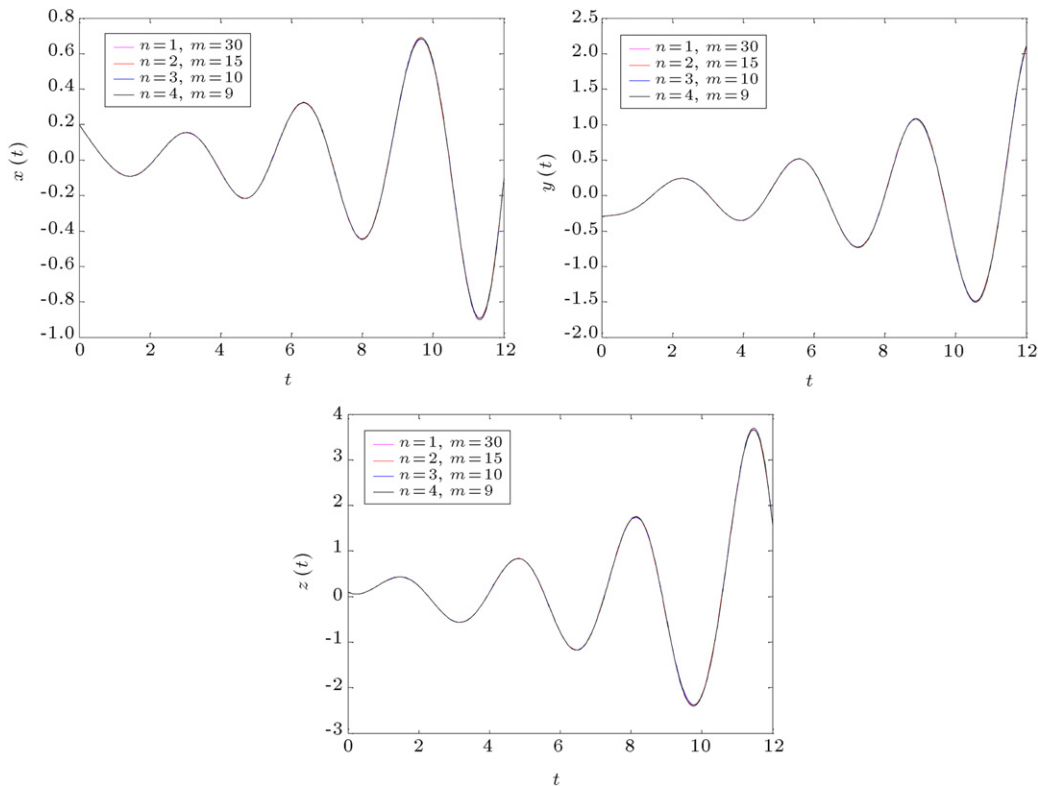 0.8
0.6
0.4
0.2
0.0
-0.2
-0.4
-0.6
-0.8
-1.0
x (t)
n=1, m=30
n=2, m=15
n=3, m=10
n=4, m=9
0 2 4 6 8 10 12
t
2.5
2.0
1.5
1.0
0.5
0.0
-0.5
-1.0
-1.5
-2.0
y (t)
n=1, m=30
n=2, m=15
n=3, m=10
n=4, m=9
0 2 4 6 8 10 12
t
4
3
2
1
0
-1
-2
-3
z (t)
n=1, m=30
n=2, m=15
n=3, m=10
n=4, m=9
0 2 4 6 8 10 12
t